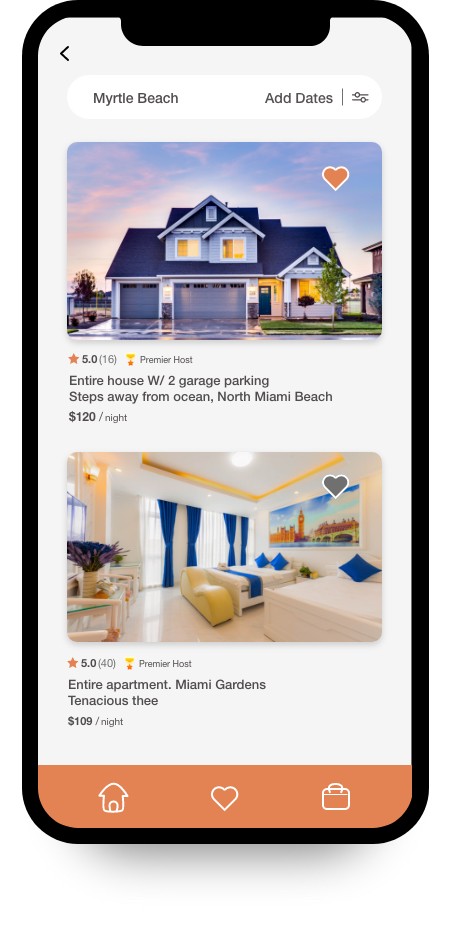 Myrtle Beach Add Dates
5.0 (16) Premier Host
Entire house W/ 2 garage parking
Steps away from ocean, North Miami Beach
$120 / night
5.0 (40) Premier Host
Entire apartment. Miami Gardens
Tenacious thee
$109 / night